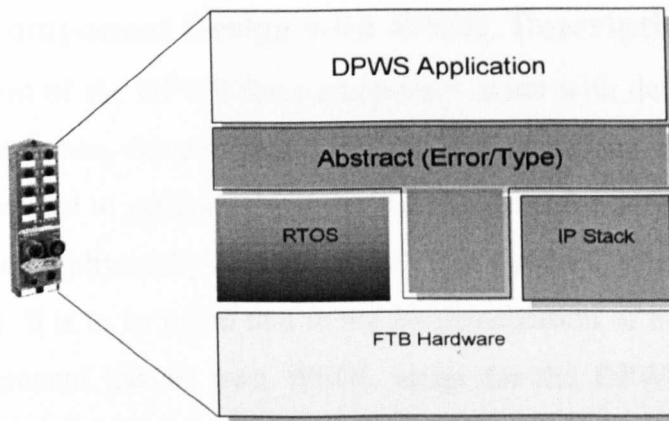 DPWS Application
Abstract (Error/Type)
RTOS
IP Stack
FTB Hardware